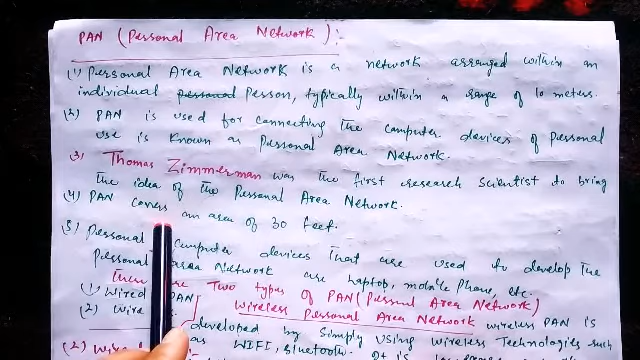 PAN (Personal Area Network):
(1) Personal Area Network is a network arranged within an
individual Person, typically within a range of 10 meters.
(2) PAN is used for connecting the computer devices of personal
use is known as Personal Area Network.
(3) Thomas Zimmerman was the first research Scientist to bring
the idea of the Personal Area Network.
(4) PAN covers an area of 30 feet.
(5) Personal Computer devices that are used to develop the
personal area Network are laptop, mobile phone, etc.
There are Two types of PAN (Personal Area Network)
(1) Wired PAN
Wireless Personal Area Network wireless PAN is
(2) Wire
developed by simply using wireless Technologies such
as WIFI, Bluetooth. It is